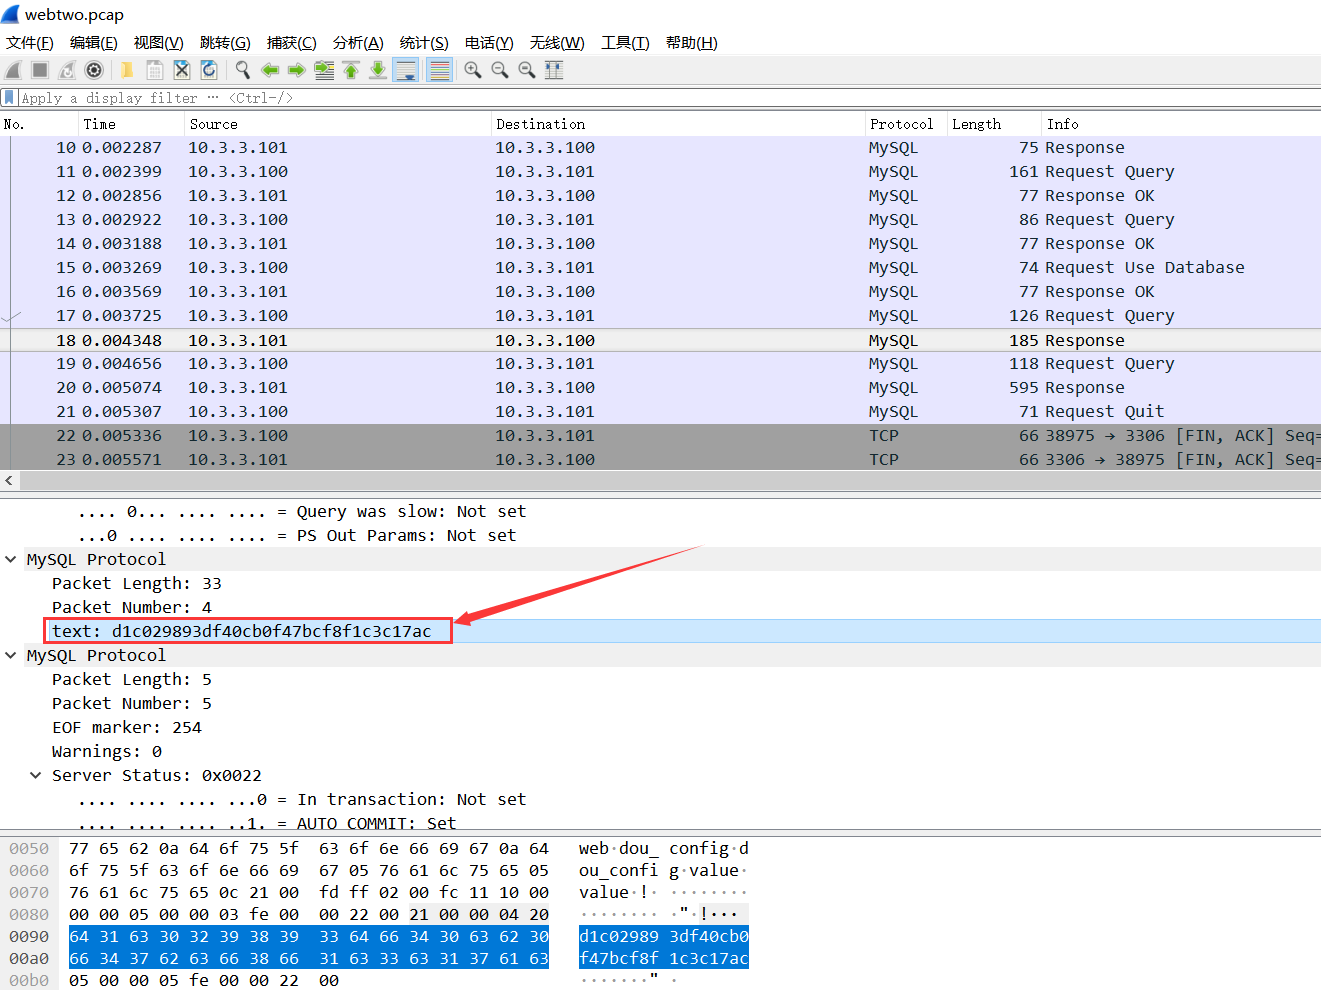 webtwo.pcap
文件(F) 编辑(E) 视图(V) 跳转(G) 捕获(C) 分析(A) 统计(S) 电话(Y) 无线(W) 工具(T) 帮助(H)
Apply a display filter … <Ctrl-/>
No. Time Source Destination Protocol Length Info
10 0.002287 10.3.3.101 10.3.3.100 MySQL 75 Response
11 0.002399 10.3.3.100 10.3.3.101 MySQL 161 Request Query
12 0.002856 10.3.3.101 10.3.3.100 MySQL 77 Response OK
13 0.002922 10.3.3.100 10.3.3.101 MySQL 86 Request Query
14 0.003188 10.3.3.101 10.3.3.100 MySQL 77 Response OK
15 0.003269 10.3.3.100 10.3.3.101 MySQL 74 Request Use Database
16 0.003569 10.3.3.101 10.3.3.100 MySQL 77 Response OK
17 0.003725 10.3.3.100 10.3.3.101 MySQL 126 Request Query
18 0.004348 10.3.3.101 10.3.3.100 MySQL 185 Response
19 0.004656 10.3.3.100 10.3.3.101 MySQL 118 Request Query
20 0.005074 10.3.3.101 10.3.3.100 MySQL 595 Response
21 0.005307 10.3.3.100 10.3.3.101 MySQL 71 Request Quit
22 0.005336 10.3.3.100 10.3.3.101 TCP 66 38975 → 3306 [FIN, ACK] Seq=
23 0.005571 10.3.3.101 10.3.3.100 TCP 66 3306 → 38975 [FIN, ACK] Seq=
.... 0... .... .... = Query was slow: Not set
...0 .... .... .... = PS Out Params: Not set
MySQL Protocol
Packet Length: 33
Packet Number: 4
text: d1c029893df40cb0f47bcf8f1c3c17ac
MySQL Protocol
Packet Length: 5
Packet Number: 5
EOF marker: 254
Warnings: 0
Server Status: 0x0022
.... .... .... ...0 = In transaction: Not set
.... .... .... ..1. = AUTO COMMIT: Set
0050 77 65 62 0a 64 6f 75 5f 63 6f 6e 66 69 67 0a 64 web·dou_ config·d
0060 6f 75 5f 63 6f 6e 66 69 67 05 76 61 6c 75 65 05 ou_confi g·value·
0070 76 61 6c 75 65 0c 21 00 fd ff 02 00 fc 11 10 00 value·!· ········
0080 00 00 05 00 00 03 fe 00 00 22 00 21 00 00 04 20 ········ ·"·!···
0090 64 31 63 30 32 39 38 39 33 64 66 34 30 63 62 30 d1c02989 3df40cb0
00a0 66 34 37 62 63 66 38 66 31 63 33 63 31 37 61 63 f47bcf8f 1c3c17ac
00b0 05 00 00 05 fe 00 00 22 00 ·······" ·